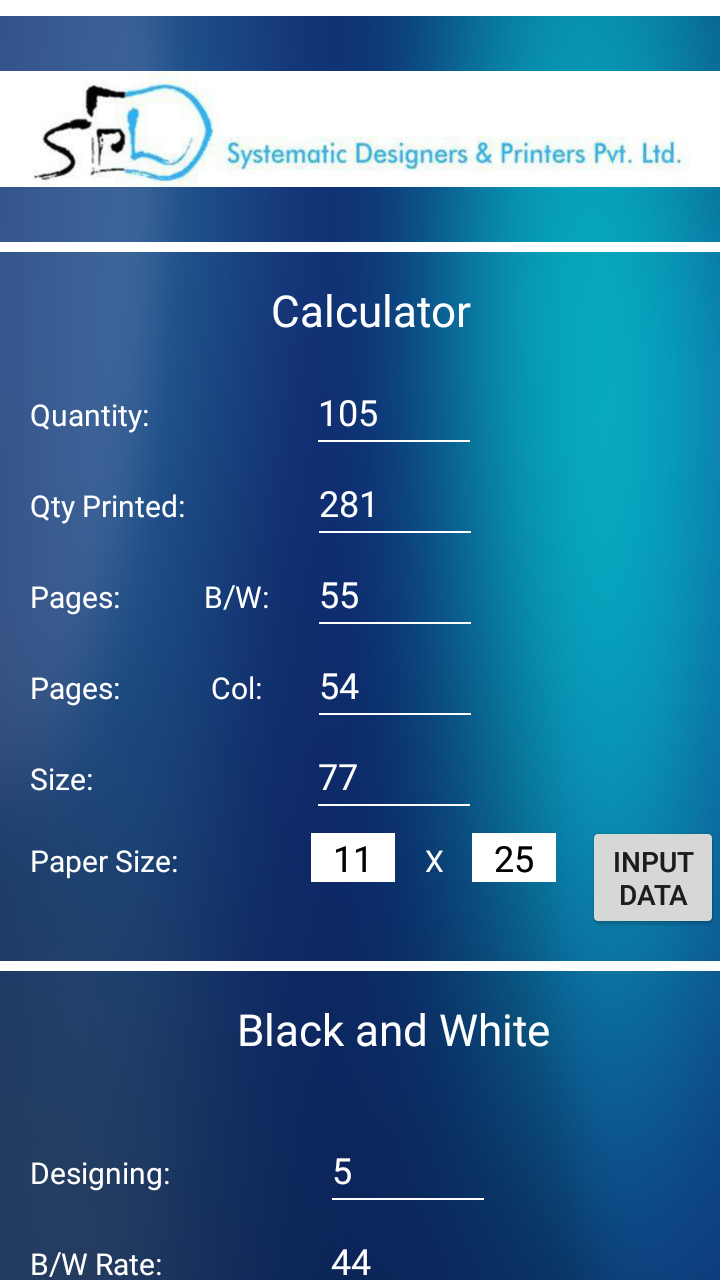 SPD
Systematic Designers & Printers Pvt. Ltd.
Calculator
Quantity: 105
Qty Printed: 281
Pages: B/W: 55
Pages: Col: 54
Size: 77
Paper Size: 11 X 25
INPUT
DATA
Black and White
Designing: 5
B/W Rate: 44